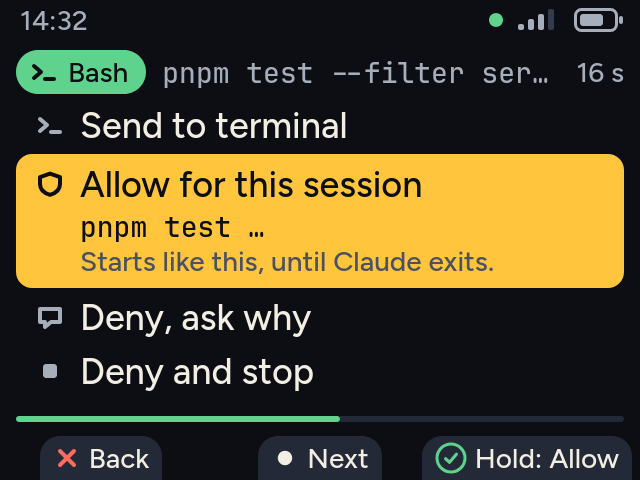 14:32
Bash pnpm test --filter ser… 16 s
Send to terminal
Allow for this session
pnpm test …
Starts like this, until Claude exits.
Deny, ask why
Deny and stop
Back Next Hold: Allow